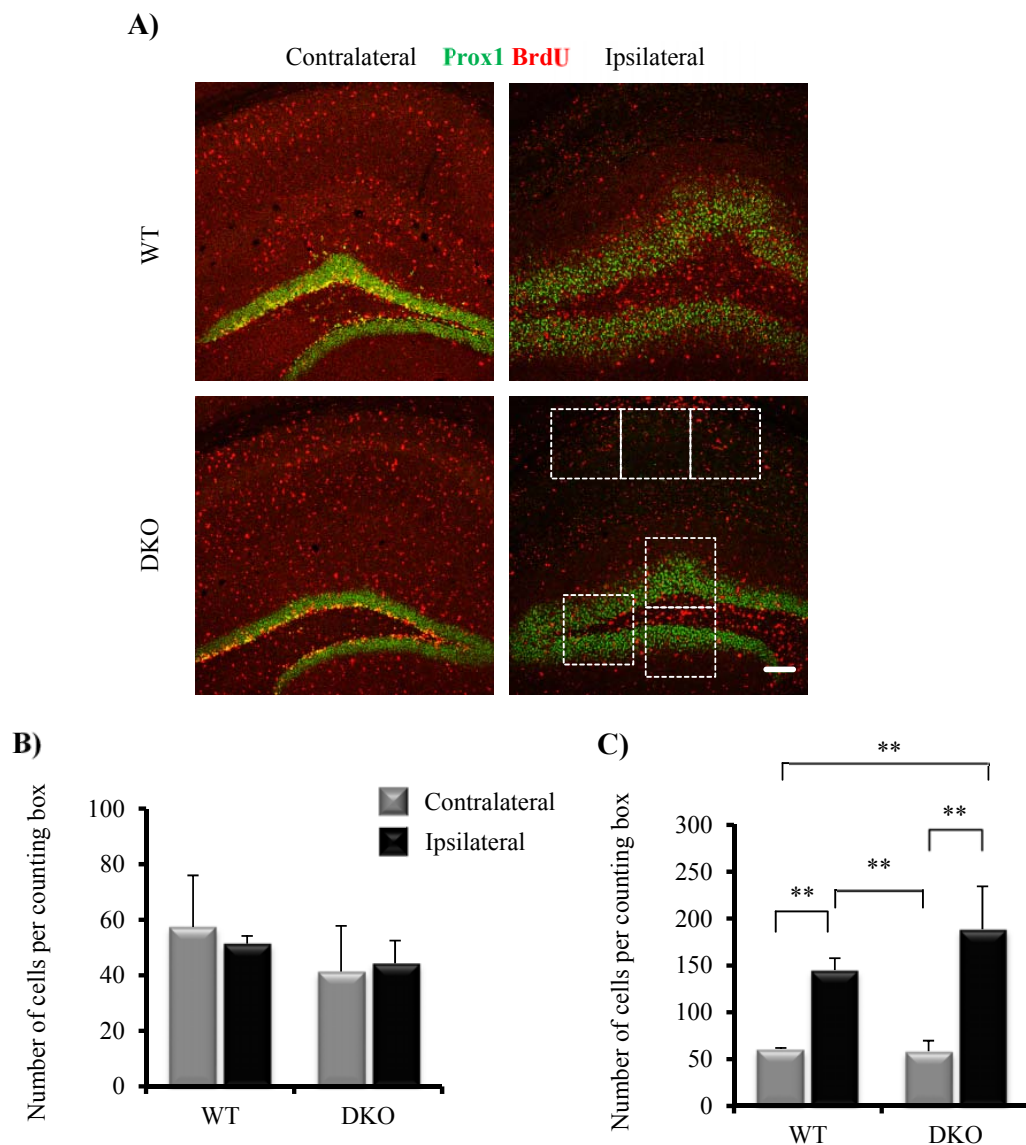 A)
Contralateral Prox1 BrdU Ipsilateral
WT
DKO
B)
Number of cells per counting box
100
80
60
40
20
0
WT DKO
Contralateral
Ipsilateral
C)
Number of cells per counting box
300
250
200
150
100
50
0
**
**
**
**
WT DKO